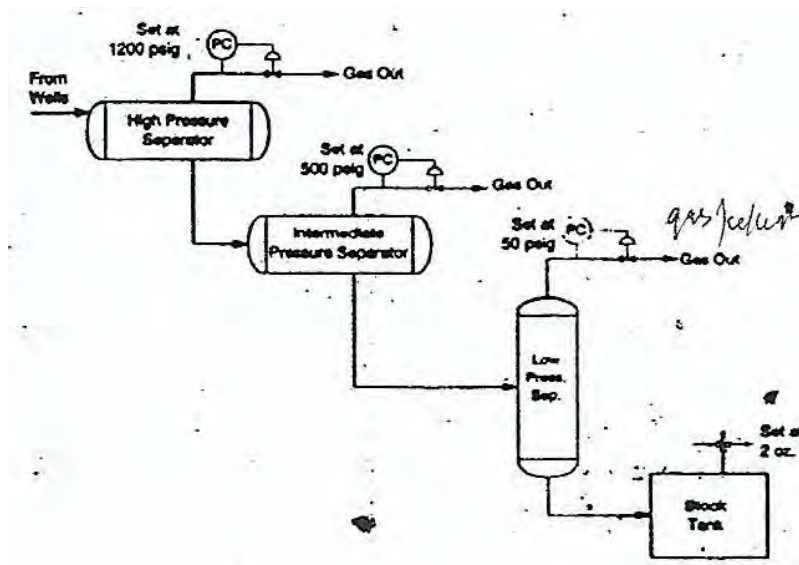 Set at
1200 psig
PC
Gas Out
From
Wells
High Pressure
Separator
Set at
500 psig
PC
Gas Out
Intermediate
Pressure Separator
Set at
50 psig
PC
gas
Gas Out
Low
Press.
Sep.
Set at
2 oz.
Stock
Tank